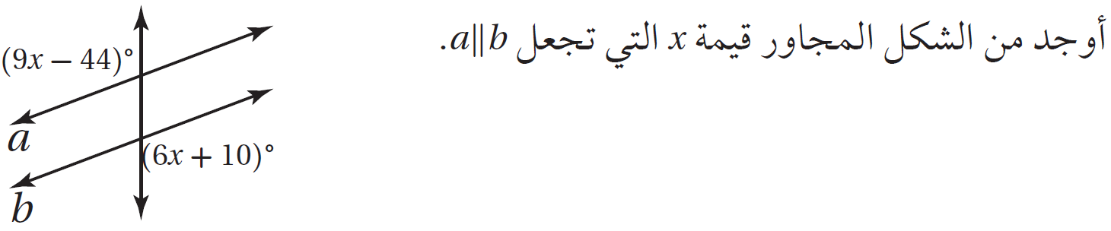 أوجد من الشكل المجاور قيمة x التي تجعل a||b.
(9x − 44)°
a
(6x + 10)°
b